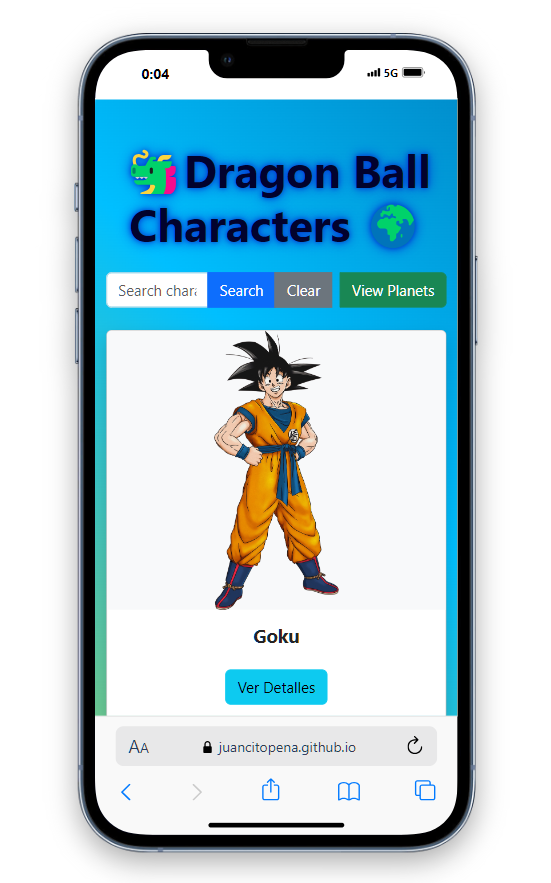 0:04
5G
🐲Dragon Ball
Characters 🌍
Search chara
Search
Clear
View Planets
Goku
Ver Detalles
AA
juancitopena.github.io